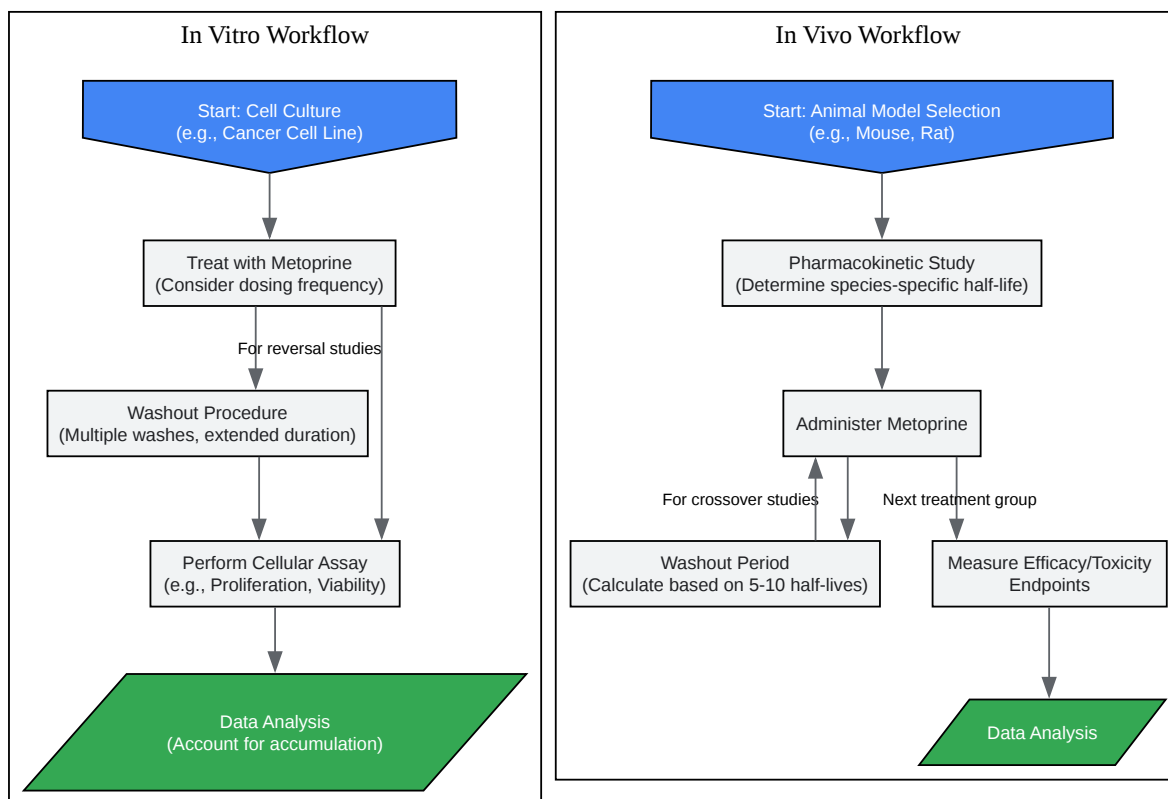 In Vitro Workflow
Start: Cell Culture
(e.g., Cancer Cell Line)
Treat with Metoprine
(Consider dosing frequency)
For reversal studies
Washout Procedure
(Multiple washes, extended duration)
Perform Cellular Assay
(e.g., Proliferation, Viability)
Data Analysis
(Account for accumulation)
In Vivo Workflow
Start: Animal Model Selection
(e.g., Mouse, Rat)
Pharmacokinetic Study
(Determine species-specific half-life)
Administer Metoprine
For crossover studies
Next treatment group
Washout Period
(Calculate based on 5-10 half-lives)
Measure Efficacy/Toxicity
Endpoints
Data Analysis